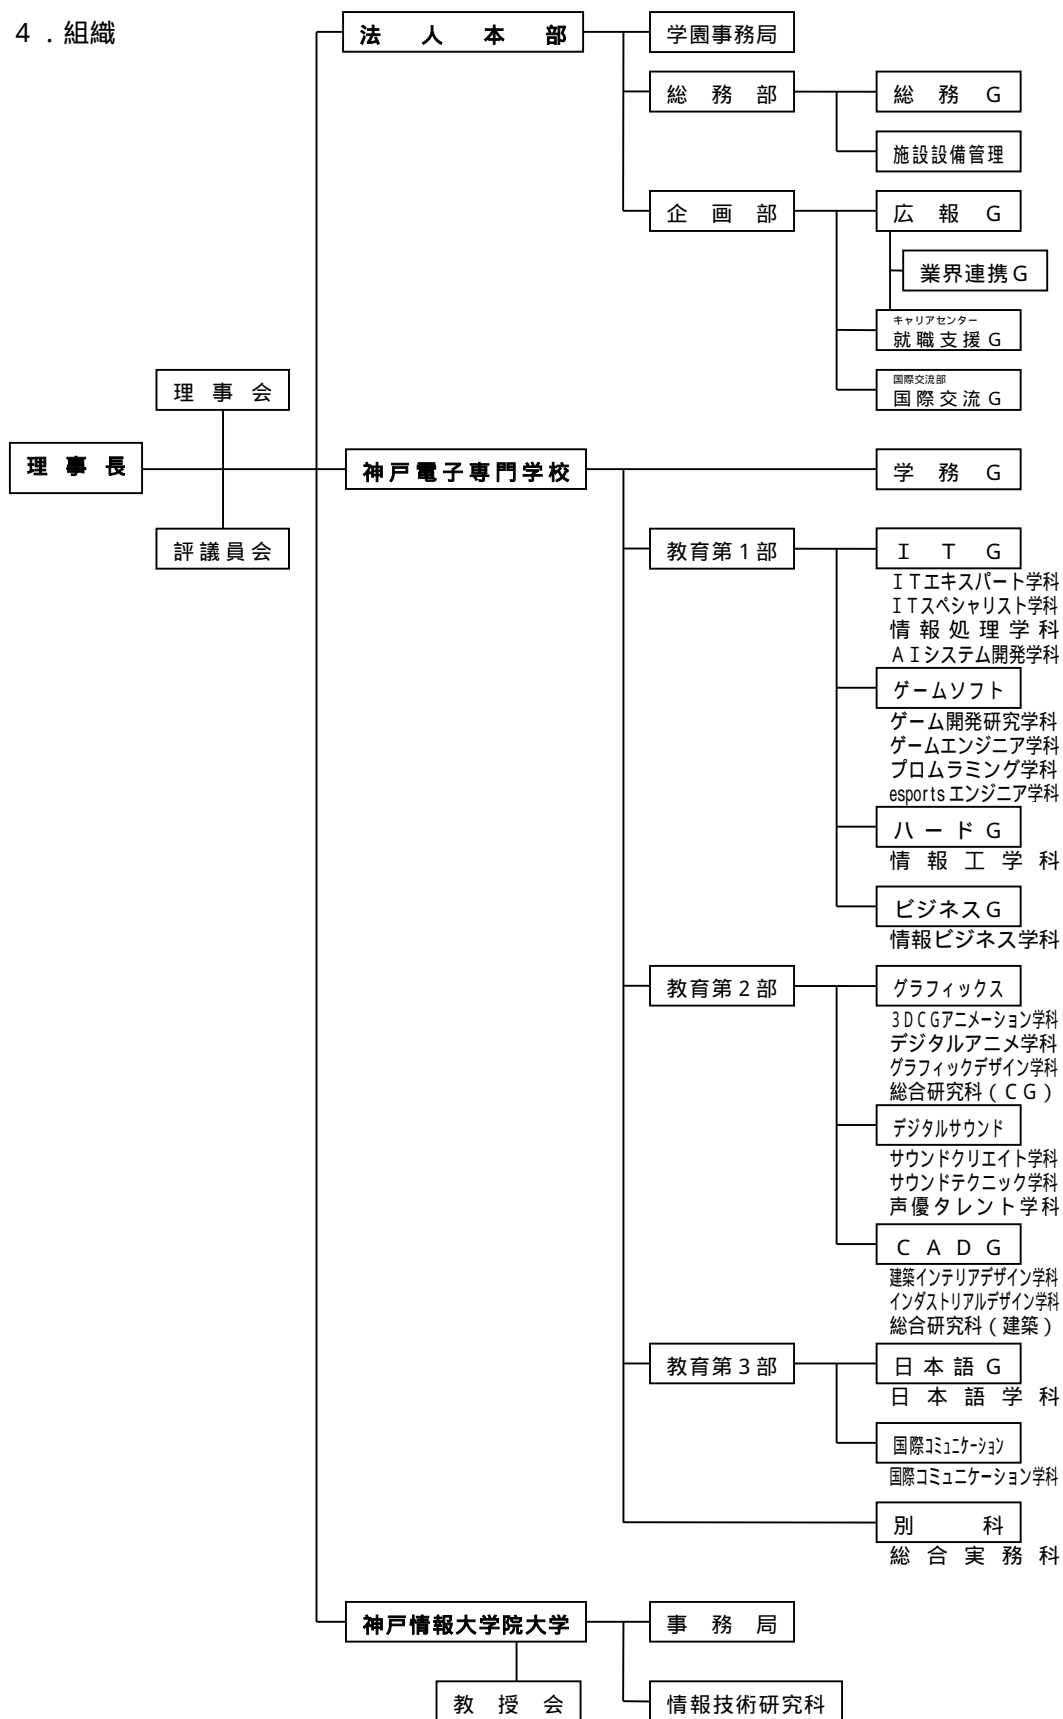 ４．組織
法人本部
学園事務局
総務部
総務Ｇ
施設設備管理
企画部
広報Ｇ
業界連携Ｇ
キャリアセンター
就職支援Ｇ
国際交流部
国際交流Ｇ
理事会
理事長
評議員会
神戸電子専門学校
学務Ｇ
教育第１部
ＩＴＧ
ＩＴエキスパート学科
ＩＴスペシャリスト学科
情報処理学科
ＡＩシステム開発学科
ゲームソフト
ゲーム開発研究学科
ゲームエンジニア学科
プロムラミング学科
esportsエンジニア学科
ハードＧ
情報工学科
ビジネスＧ
情報ビジネス学科
教育第２部
グラフィックス
３ＤＣＧアニメーション学科
デジタルアニメ学科
グラフィックデザイン学科
総合研究科（ＣＧ）
デジタルサウンド
サウンドクリエイト学科
サウンドテクニック学科
声優タレント学科
ＣＡＤＧ
建築インテリアデザイン学科
インダストリアルデザイン学科
総合研究科（建築）
教育第３部
日本語Ｇ
日本語学科
国際コミュニケーション
国際コミュニケーション学科
別科
総合実務科
神戸情報大学院大学
事務局
教授会
情報技術研究科